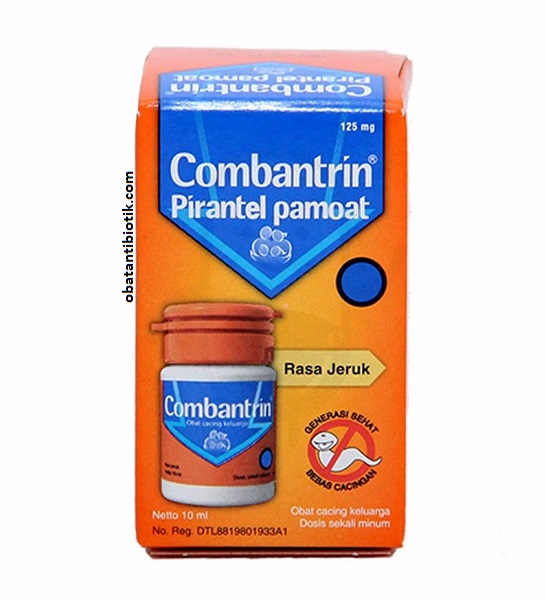 Combantrin
Pirantel pamoat
125 mg
Combantrin®
Pirantel pamoat
obatantibiotik.com
Rasa Jeruk
Combantrin
Obat cacing keluarga
GENERASI SEHAT
BEBAS CACINGAN
Netto 10 ml
No. Reg. DTL8819801933A1
Obat cacing keluarga
Dosis sekali minum